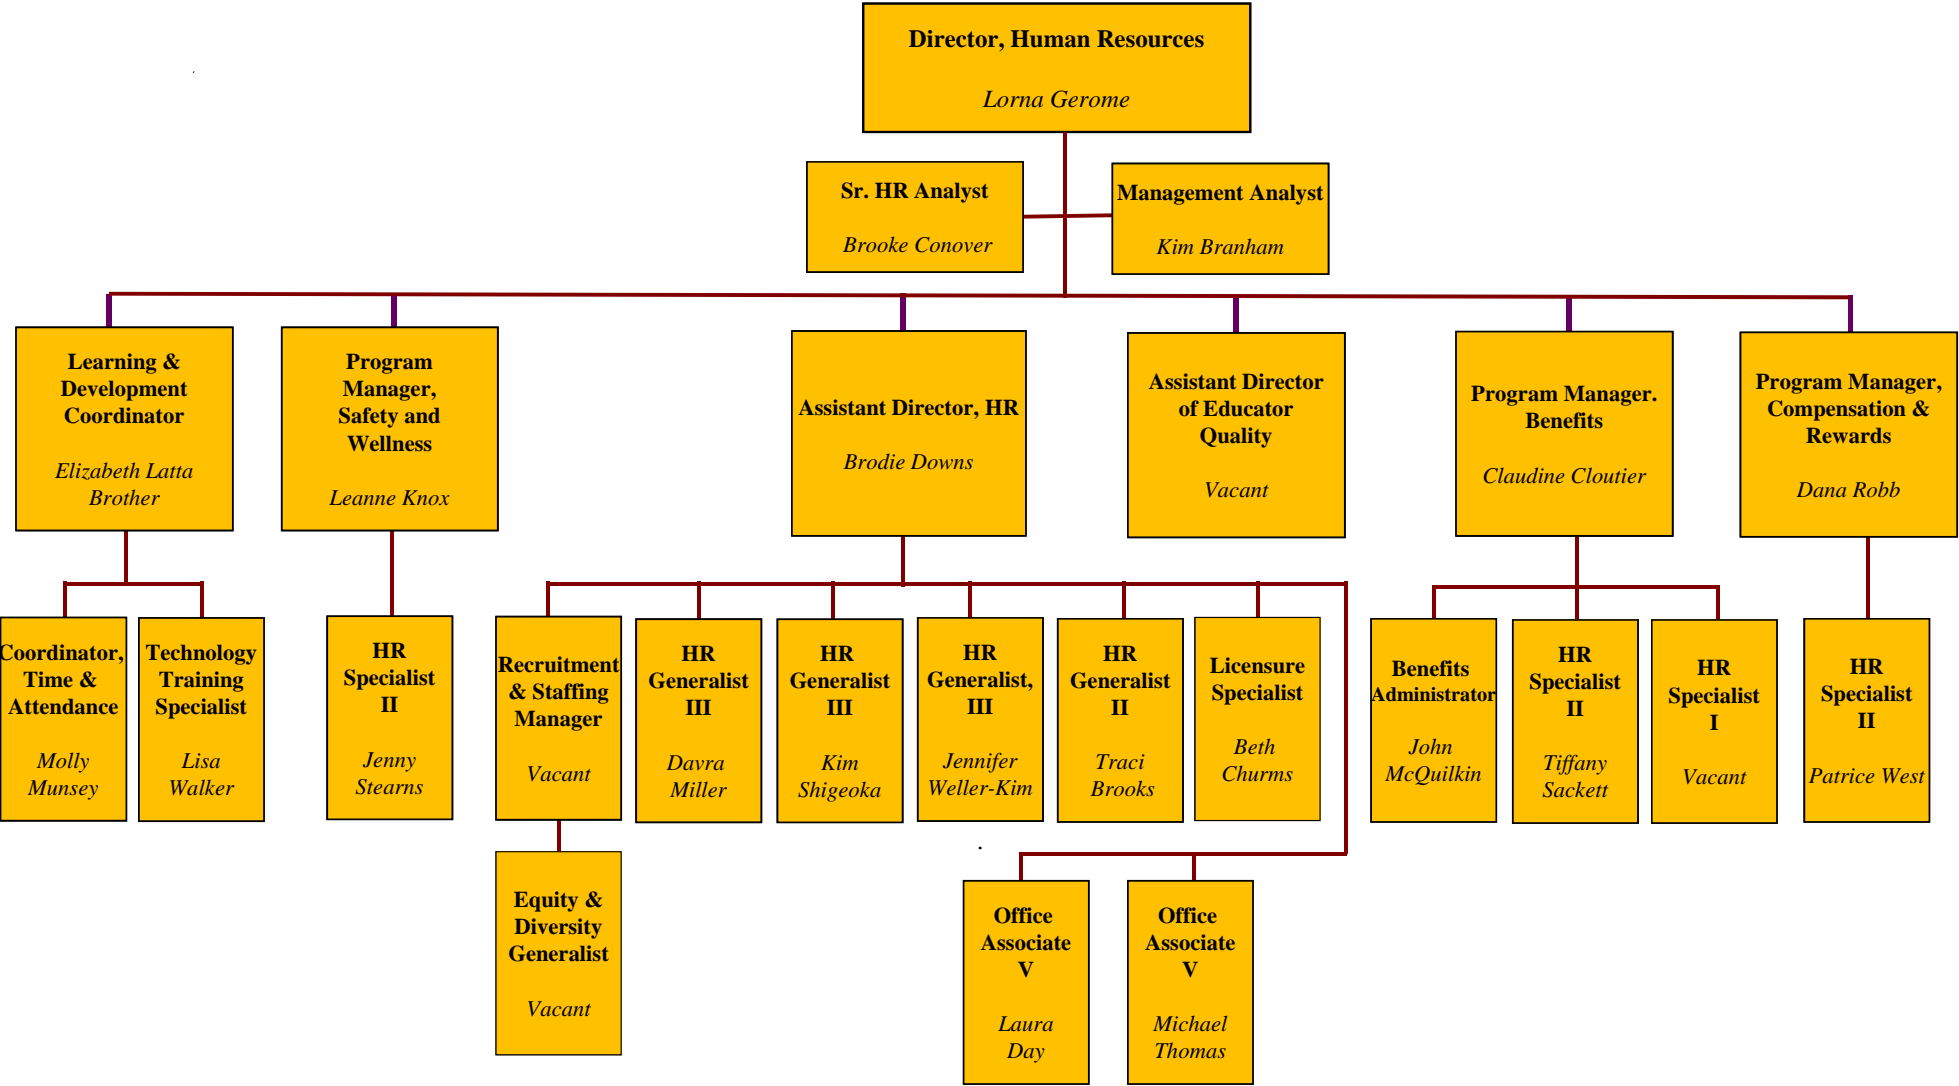 Director, Human Resources
Lorna Gerome
Sr. HR Analyst
Brooke Conover
Management Analyst
Kim Branham
Learning &
Development
Coordinator
Elizabeth Latta
Brother
Program
Manager,
Safety and
Wellness
Leanne Knox
Assistant Director, HR
Brodie Downs
Assistant Director
of Educator
Quality
Vacant
Program Manager.
Benefits
Claudine Cloutier
Program Manager,
Compensation &
Rewards
Dana Robb
Coordinator,
Time &
Attendance
Molly
Munsey
Technology
Training
Specialist
Lisa
Walker
HR
Specialist
II
Jenny
Stearns
Recruitment
& Staffing
Manager
Vacant
HR
Generalist
III
Davra
Miller
HR
Generalist
III
Kim
Shigeoka
HR
Generalist,
III
Jennifer
Weller-Kim
HR
Generalist
II
Traci
Brooks
Licensure
Specialist
Beth
Churms
Benefits
Administrator
John
McQuilkin
HR
Specialist
II
Tiffany
Sackett
HR
Specialist
I
Vacant
HR
Specialist
II
Patrice West
Equity &
Diversity
Generalist
Vacant
Office
Associate
V
Laura
Day
Office
Associate
V
Michael
Thomas